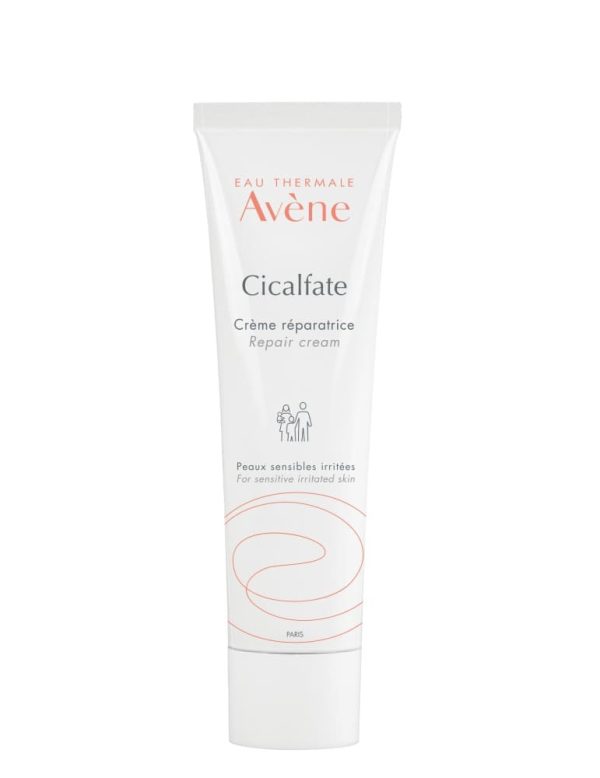 EAU THERMALE
Avène
Cicalfate
Crème réparatrice
Repair cream
Peaux sensibles irritées
For sensitive irritated skin
PARIS